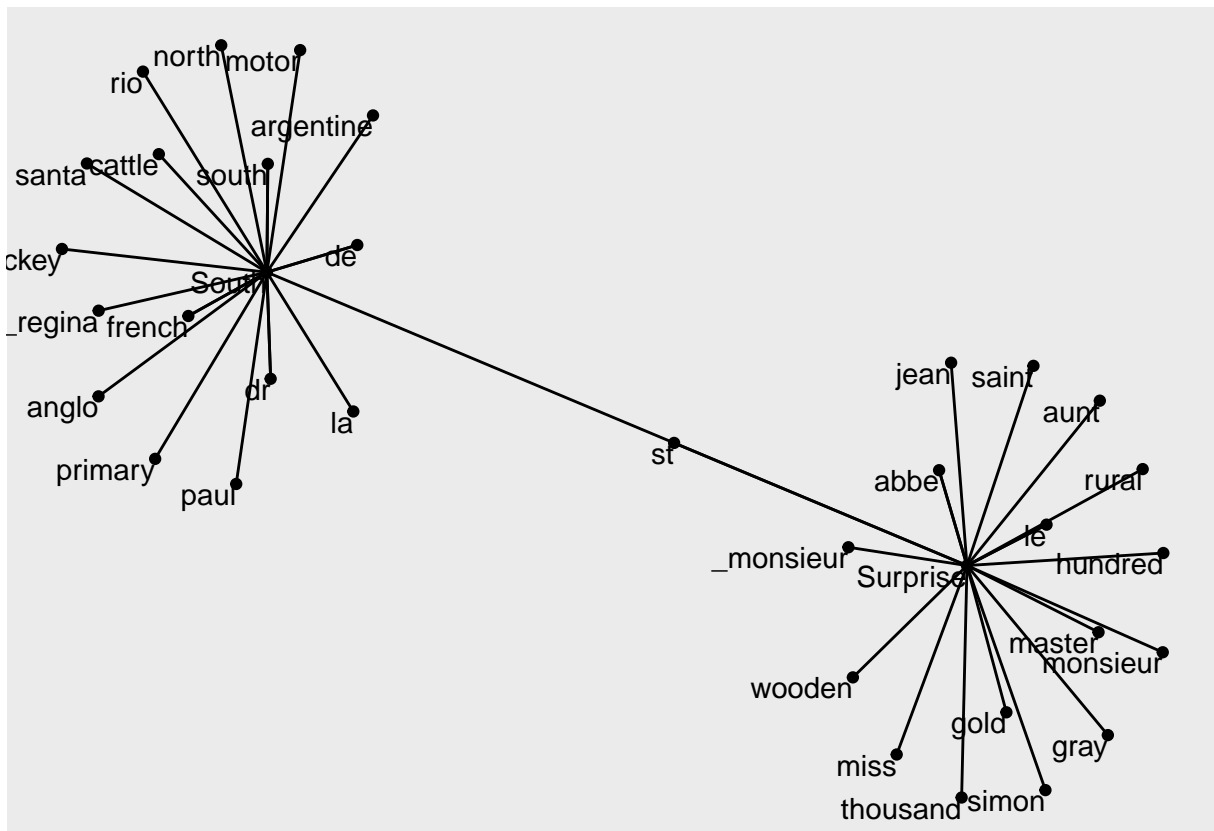 north
motor
rio
argentine
santa
cattle
south
de
ckey
South
_regina
french
dr
anglo
la
primary
paul
st
jean
saint
aunt
abbe
rural
le
_monsieur
Surprise
hundred
master
monsieur
wooden
gold
gray
miss
thousand
simon